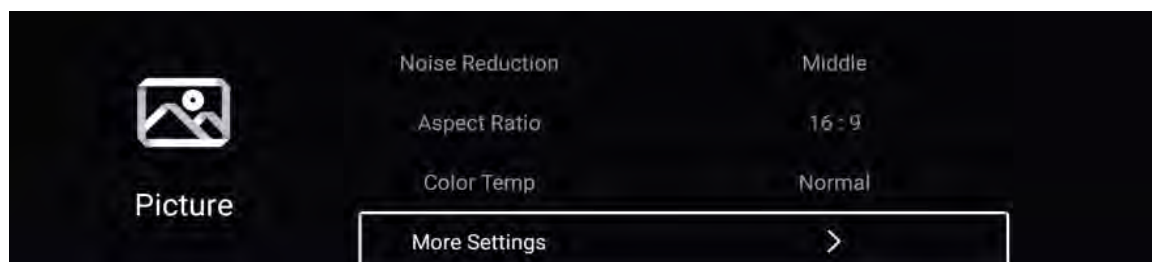 Noise Reduction Middle
Aspect Ratio 16 : 9
Color Temp Normal
Picture
More Settings >